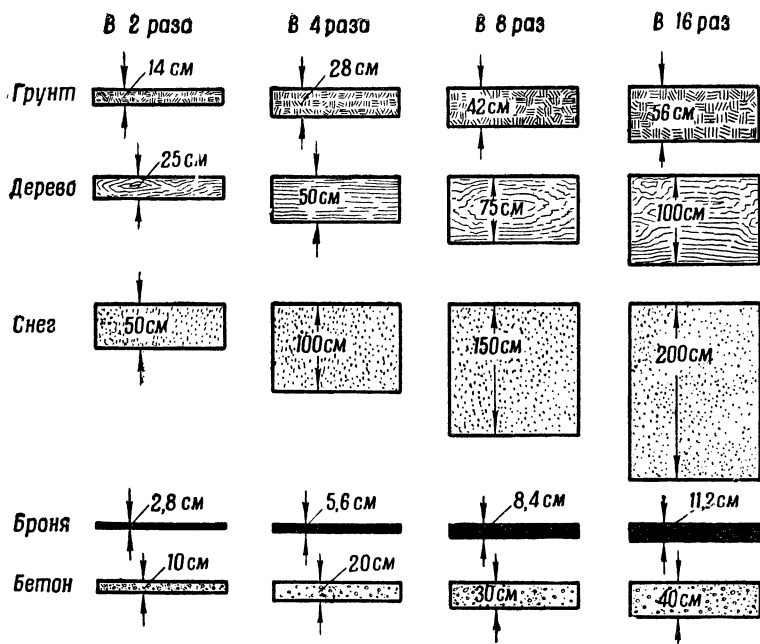 В 2 раза В 4 раза В 8 раз В 16 раз
Грунт 14 см 28 см 42 см 56 см
Дерево 25 см 50 см 75 см 100 см
Снег 50 см 100 см 150 см 200 см
Броня 2,8 см 5,6 см 8,4 см 11,2 см
Бетон 10 см 20 см 30 см 40 см